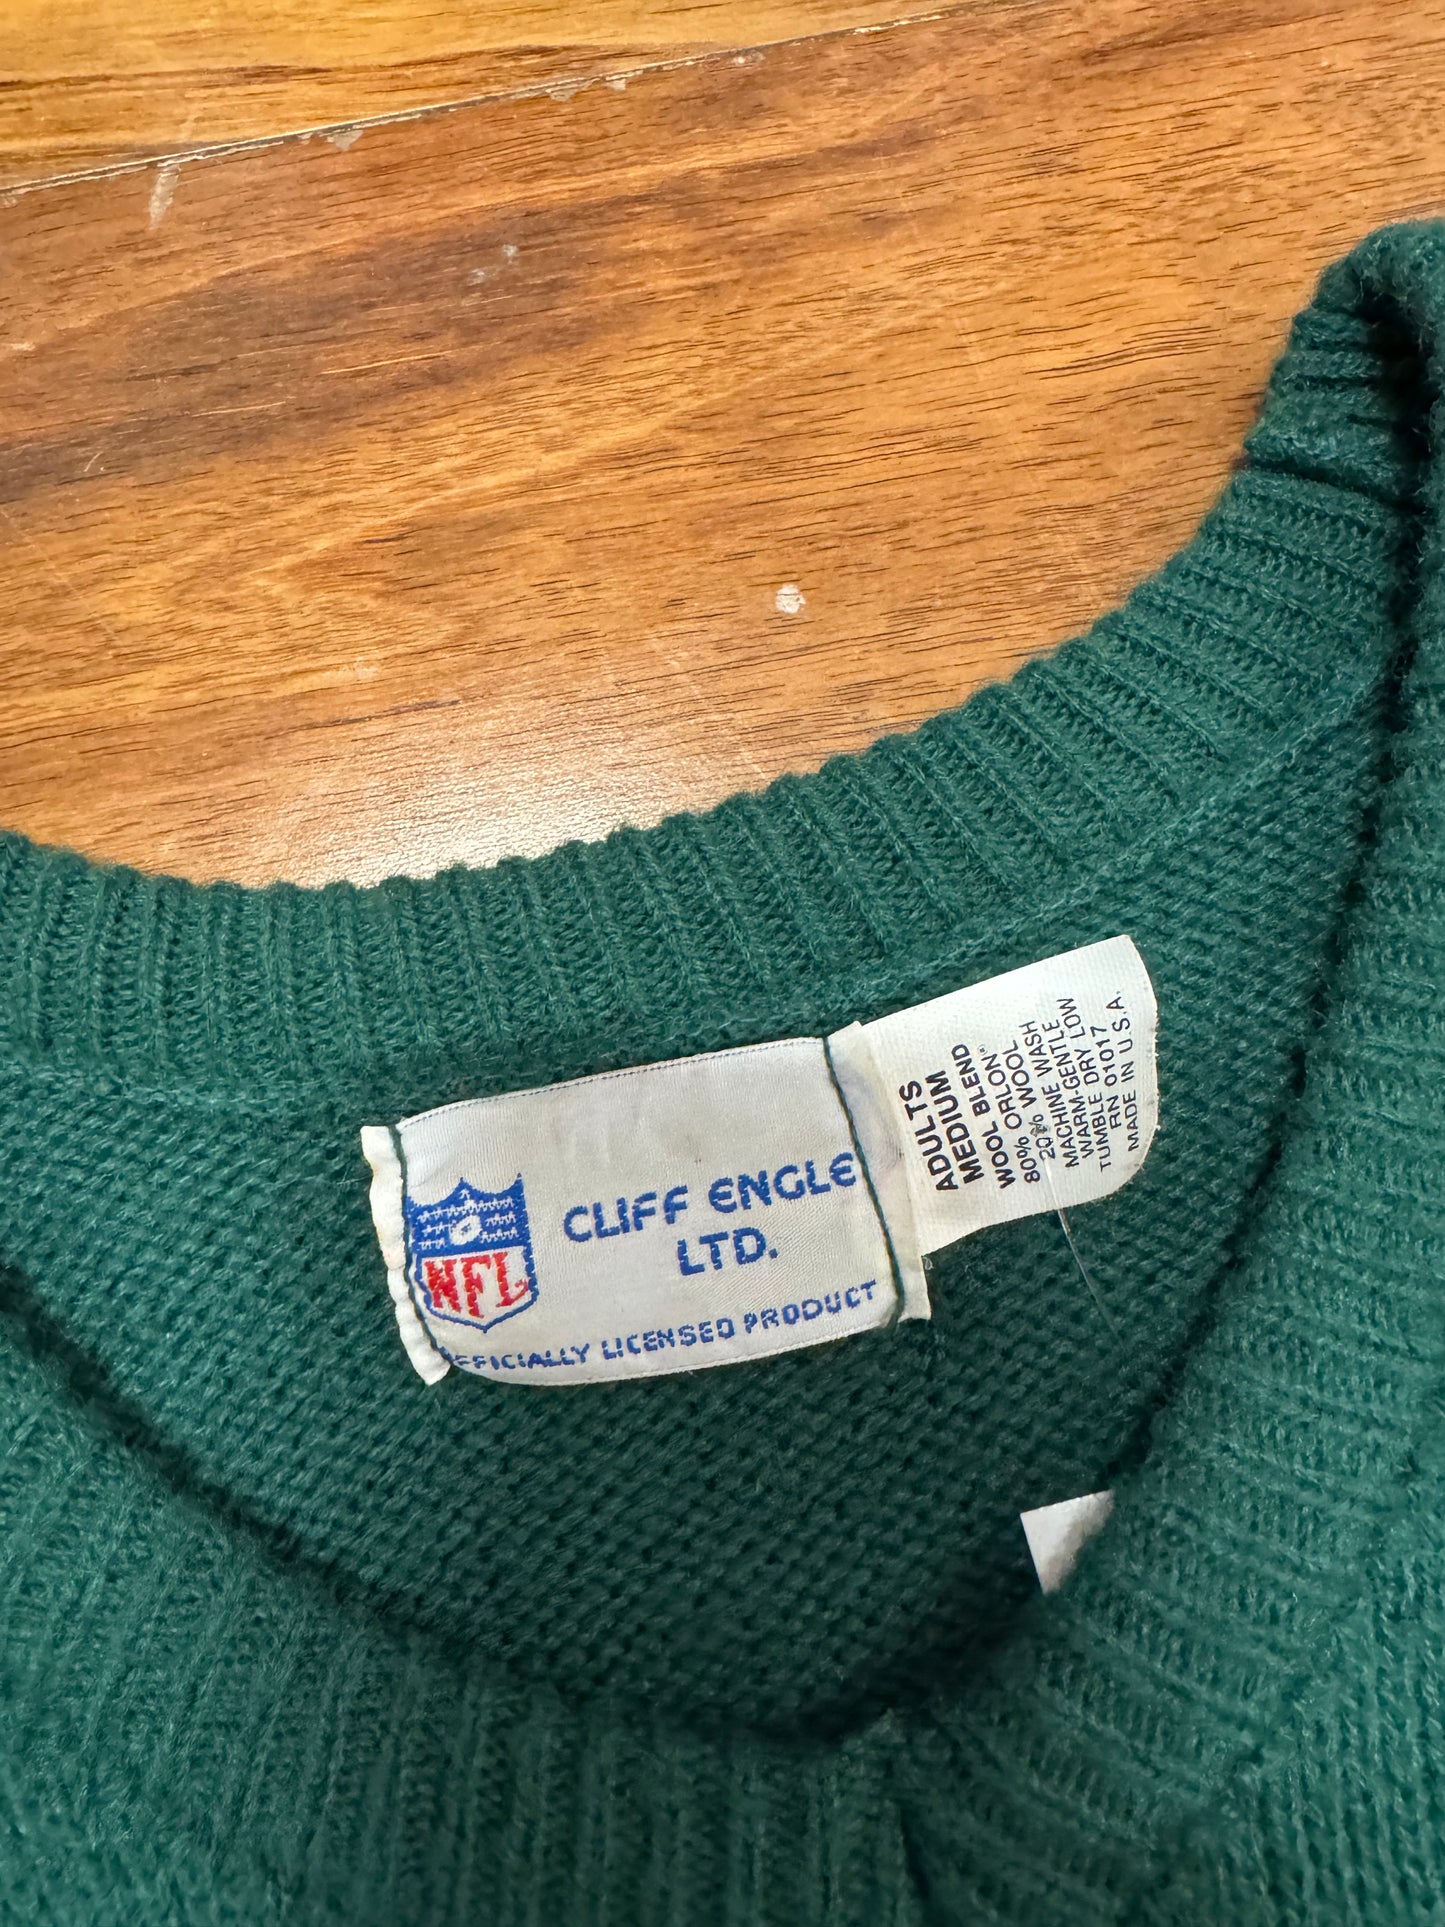 NFL
CLIFF ENGLE
LTD.
OFFICIALLY LICENSED PRODUCT
ADULTS
MEDIUM
WOOL BLEND
80% ORLON®
20% WOOL
MACHINE WASH
WARM-GENTLE
TUMBLE DRY LOW
RN 01017
MADE IN U.S.A.